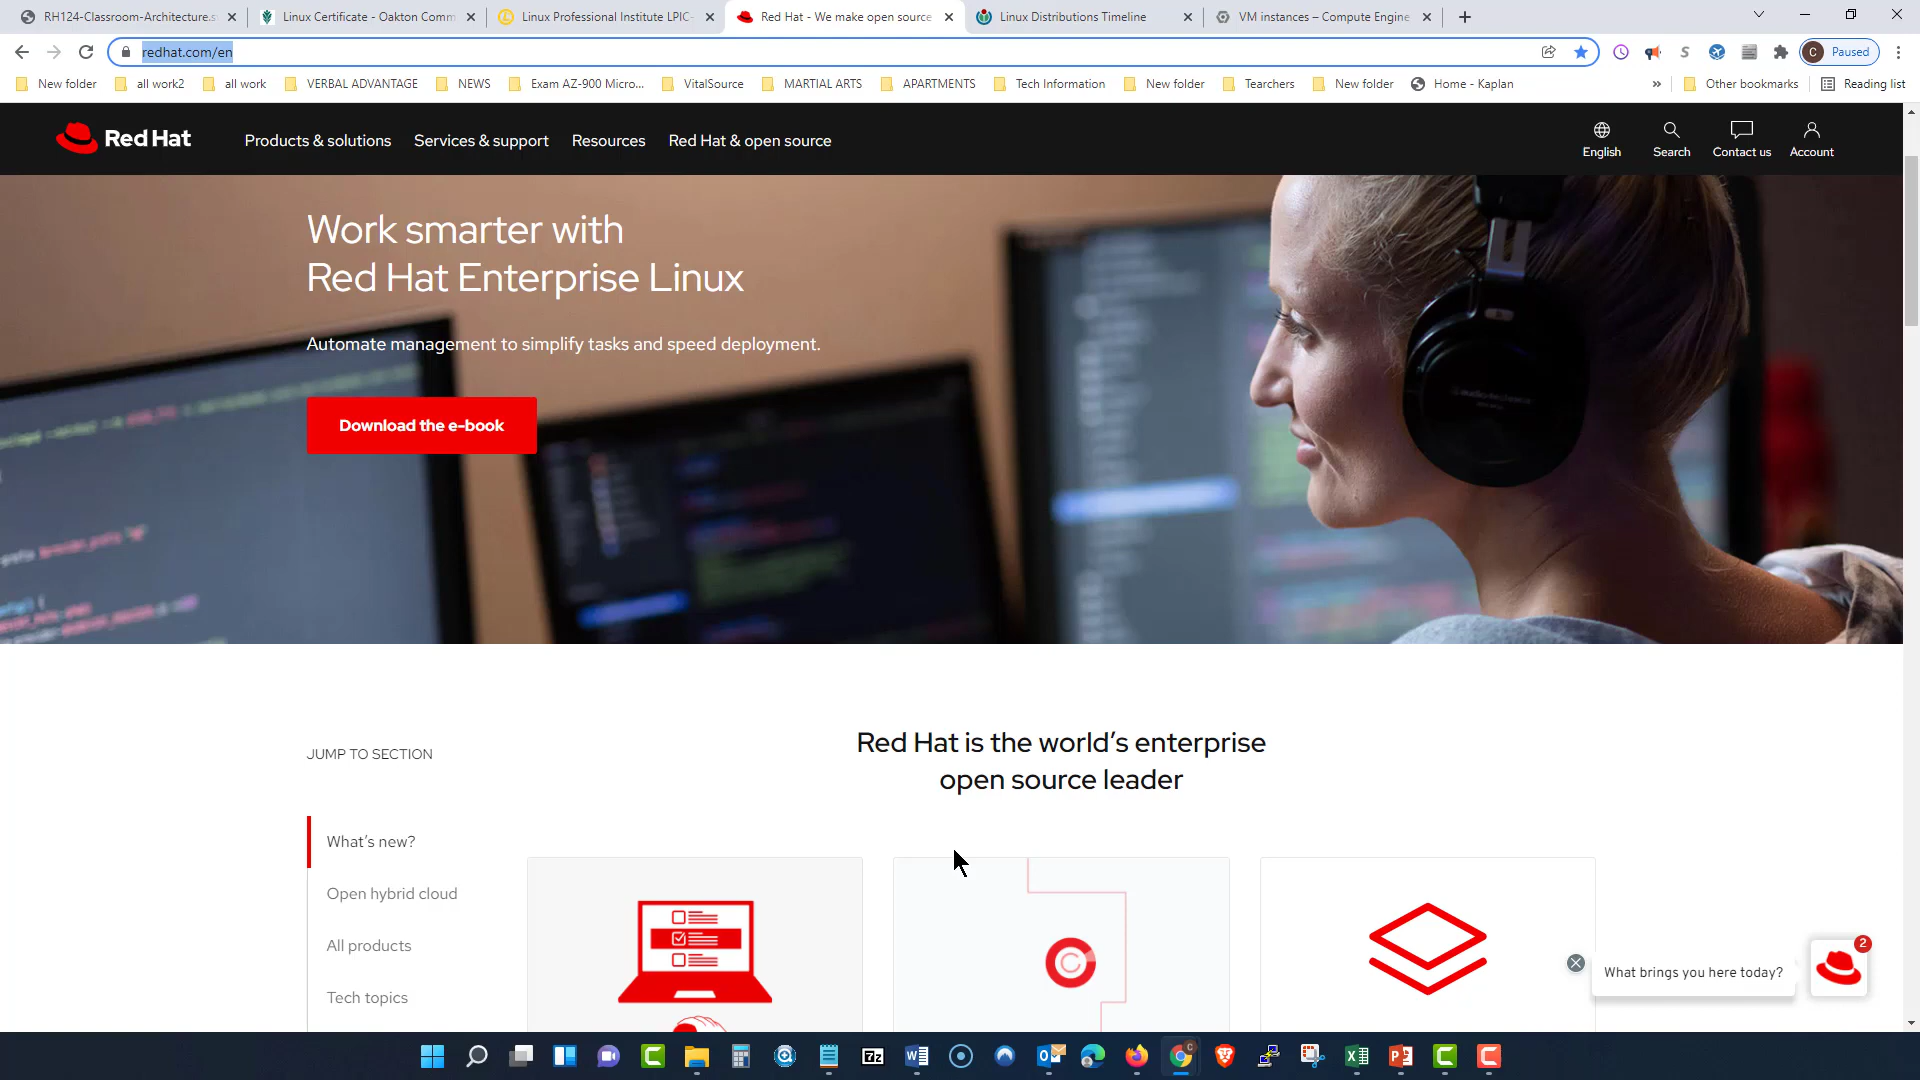 RH124-Classroom-Architecture.s
Linux Certificate - Oakton Comm
Linux Professional Institute LPIC-
Red Hat - We make open source
Linux Distributions Timeline
VM instances – Compute Engine
redhat.com/en
C Paused
New folder
all work2
all work
VERBAL ADVANTAGE
NEWS
Exam AZ-900 Micro...
VitalSource
MARTIAL ARTS
APARTMENTS
Tech Information
New folder
Tearchers
New folder
Home - Kaplan
»
Other bookmarks
Reading list
Red Hat
Products & solutions
Services & support
Resources
Red Hat & open source
English
Search
Contact us
Account
Work smarter with
Red Hat Enterprise Linux
Automate management to simplify tasks and speed deployment.
Download the e-book
JUMP TO SECTION
Red Hat is the world’s enterprise
open source leader
What’s new?
Open hybrid cloud
All products
Tech topics
What brings you here today?
2